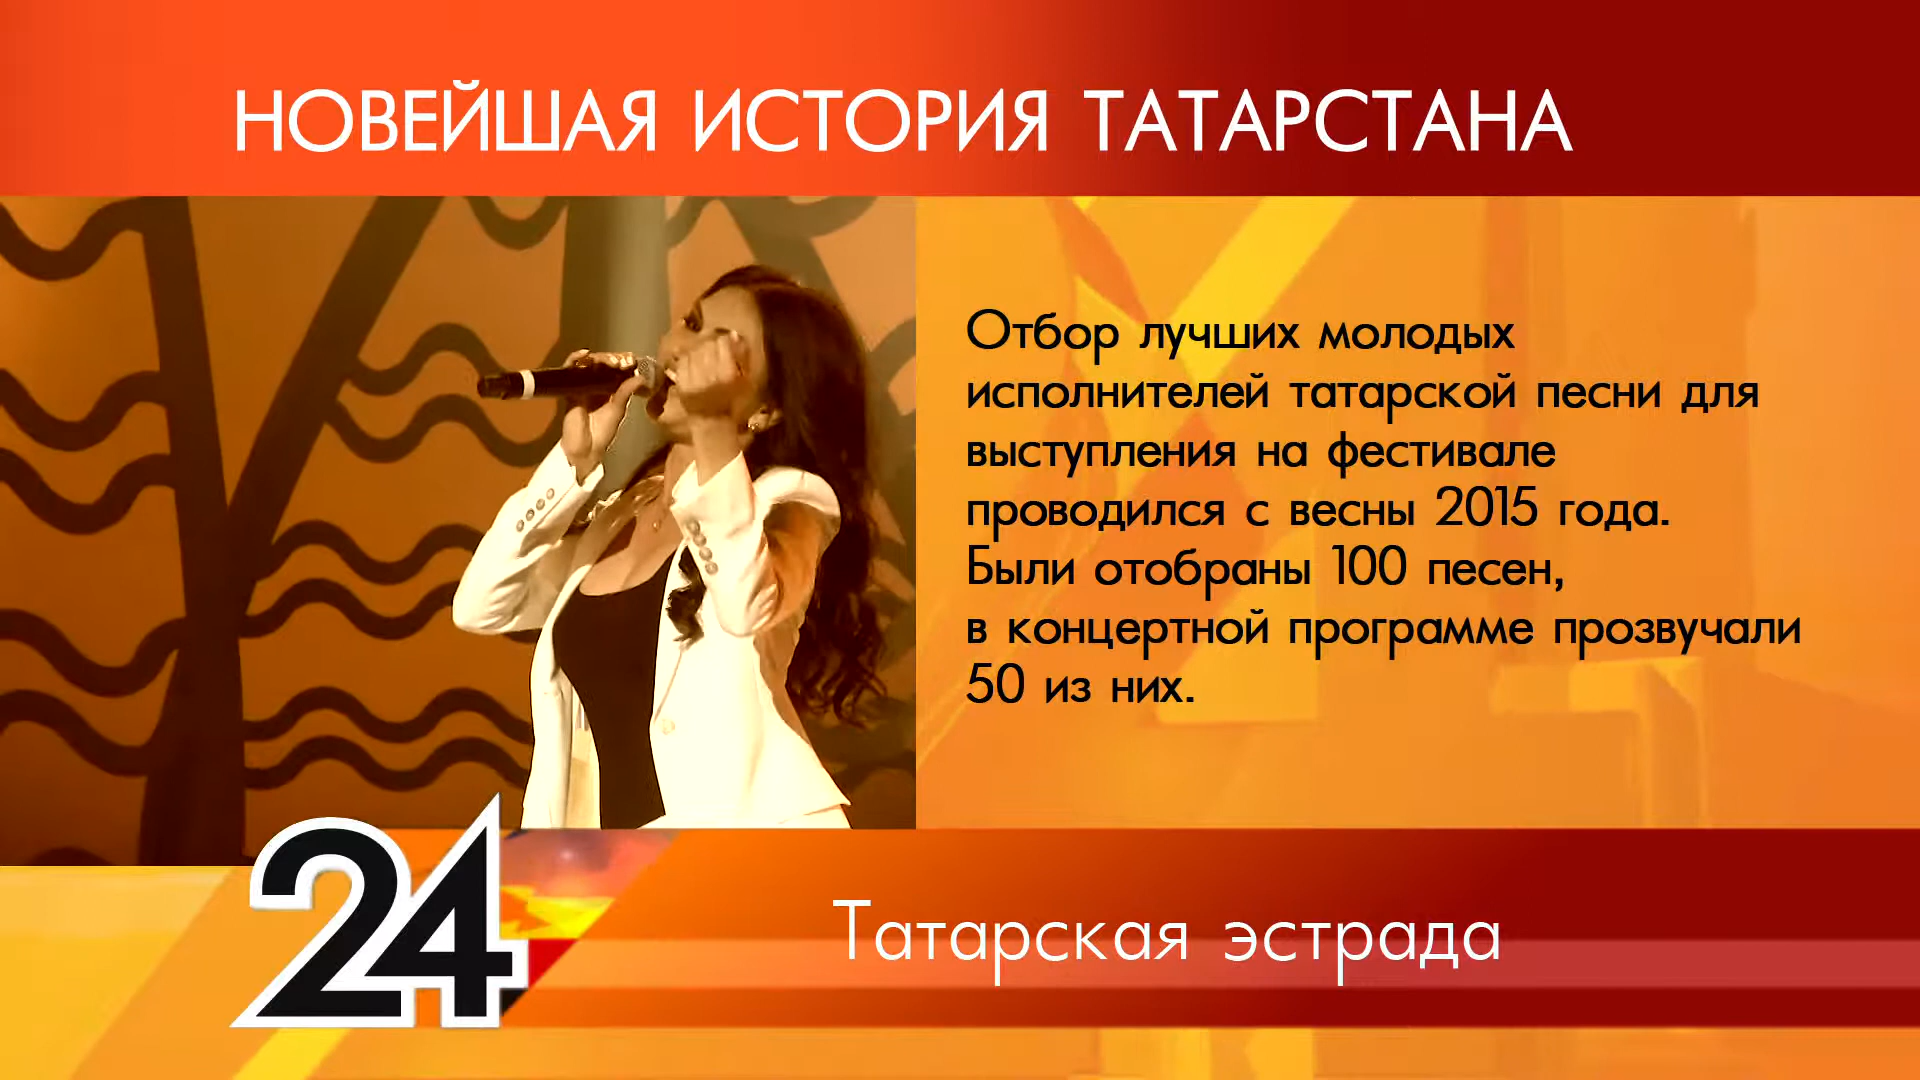 НОВЕЙШАЯ ИСТОРИЯ ТАТАРСТАНА
Отбор лучших молодых
исполнителей татарской песни для
выступления на фестивале
проводился с весны 2015 года.
Были отобраны 100 песен,
в концертной программе прозвучали
50 из них.
24
Татарская эстрада